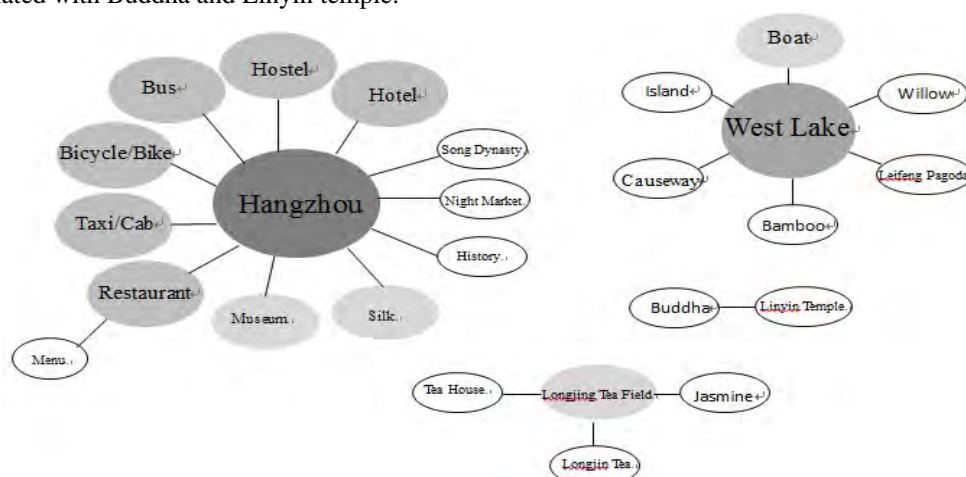 ated with Buddha and Linyin temple.
Hostel
Bus
Hotel
Bicycle/Bike
Song Dynasty
Hangzhou
Night Market
Taxi/Cab
History
Restaurant
Museum
Silk
Menu
Boat
Island
Willow
West Lake
Causeway
Leifeng Pagoda
Bamboo
Buddha
Linyin Temple
Tea House
Longjing Tea Field
Jasmine
Longjin Tea